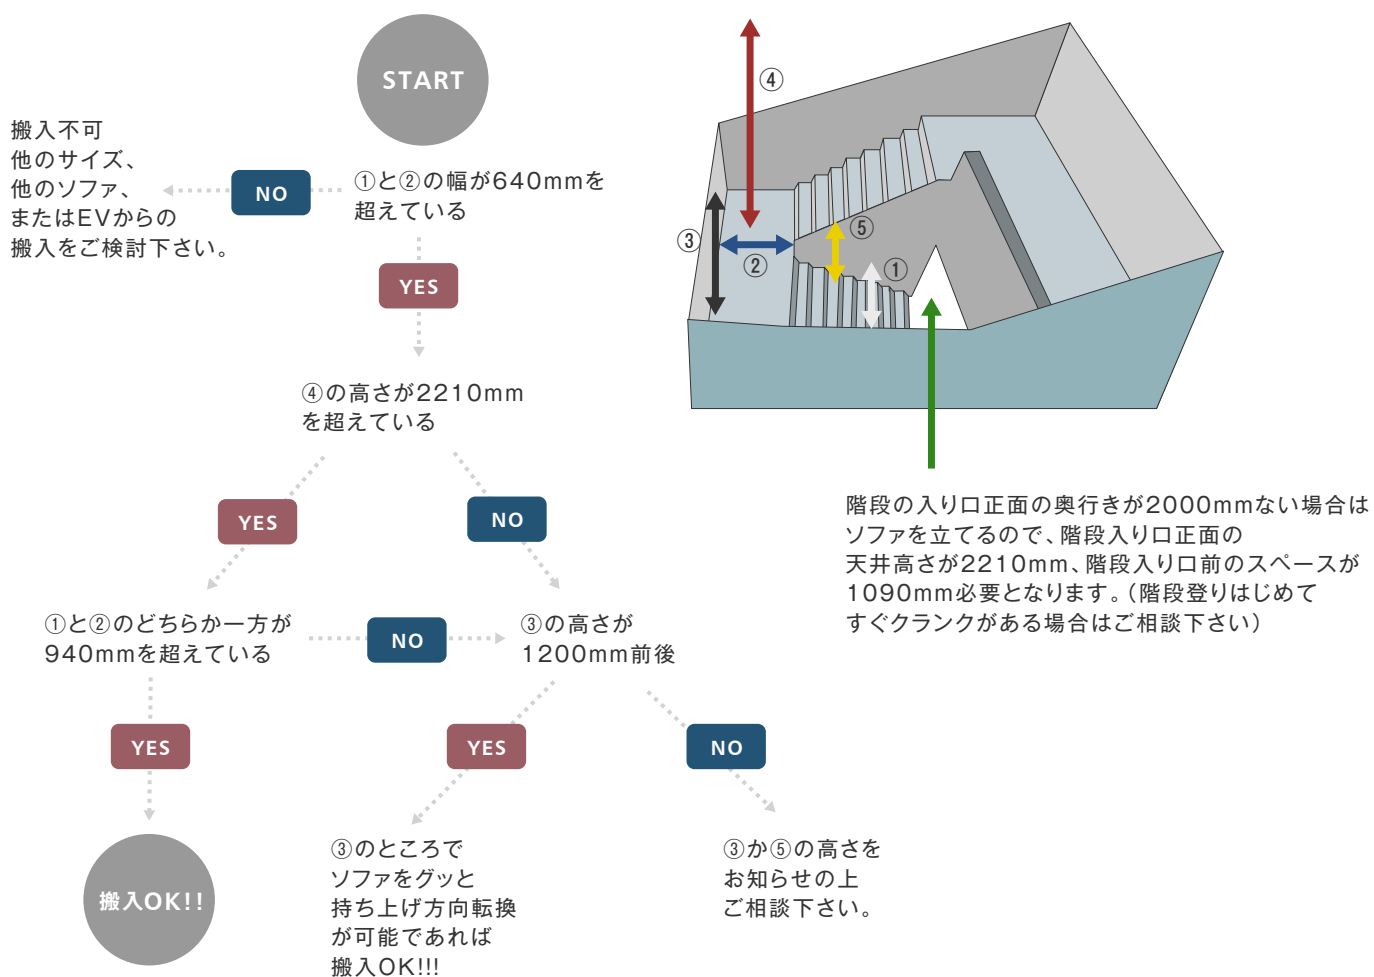 START
搬入不可
他のサイズ、
他のソファ、
またはEVからの
搬入をご検討下さい。
NO
①と②の幅が640mmを
超えている
YES
④の高さが2210mm
を超えている
YES
NO
①と②のどちらか一方が
940mmを超えている
NO
③の高さが
1200mm前後
YES
YES
NO
搬入OK!!
③のところで
ソファをグッと
持ち上げ方向転換
が可能であれば
搬入OK!!!
③か⑤の高さを
お知らせの上
ご相談下さい。
④
③
②
⑤
①
階段の入り口正面の奥行きが2000mmない場合は
ソファを立てるので、階段入り口正面の
天井高さが2210mm、階段入り口前のスペースが
1090mm必要となります。（階段登りはじめて
すぐクランクがある場合はご相談下さい）